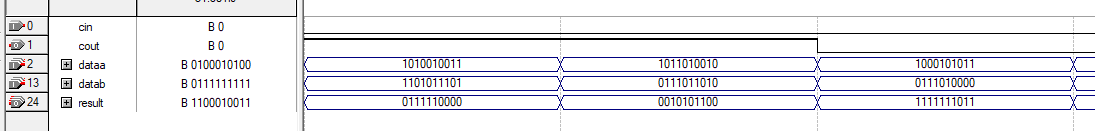 0 cin B 0
1 cout B 0
2 dataa B 0100010100 1010010011 1011010010 1000101011
13 datab B 0111111111 1101011101 0111011010 0111010000
24 result B 1100010011 0111110000 0010101100 1111111011